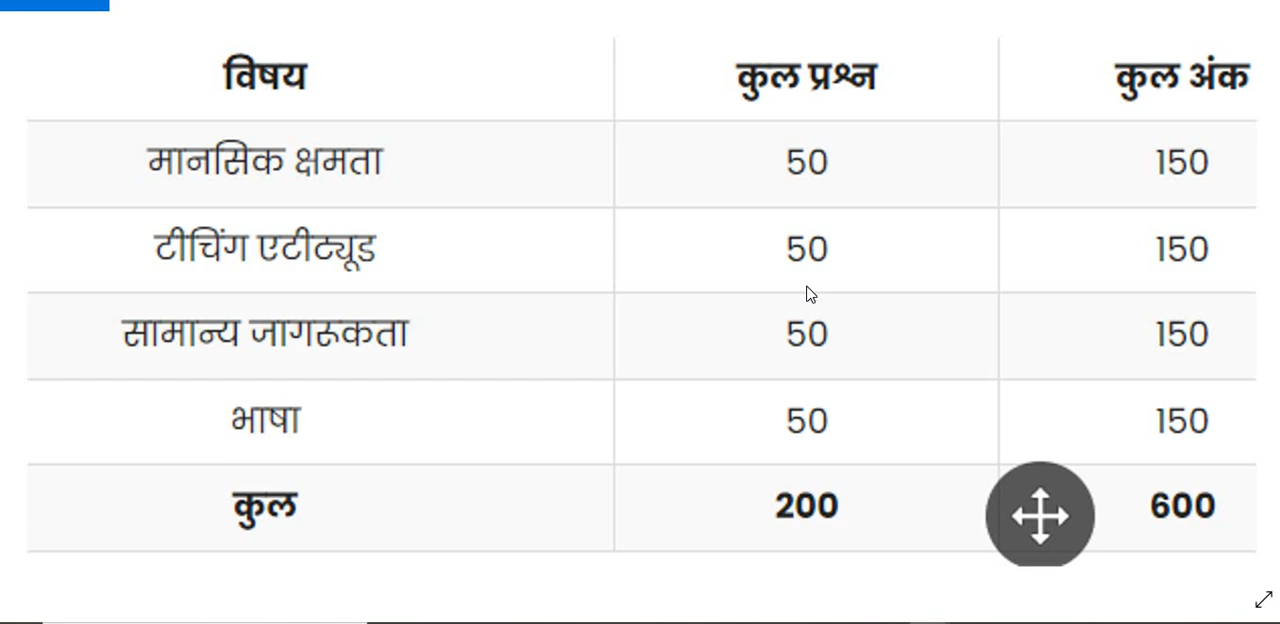 विषय कुल प्रश्न कुल अंक
मानसिक क्षमता 50 150
टीचिंग एटीट्यूड 50 150
सामान्य जागरूकता 50 150
भाषा 50 150
कुल 200 600